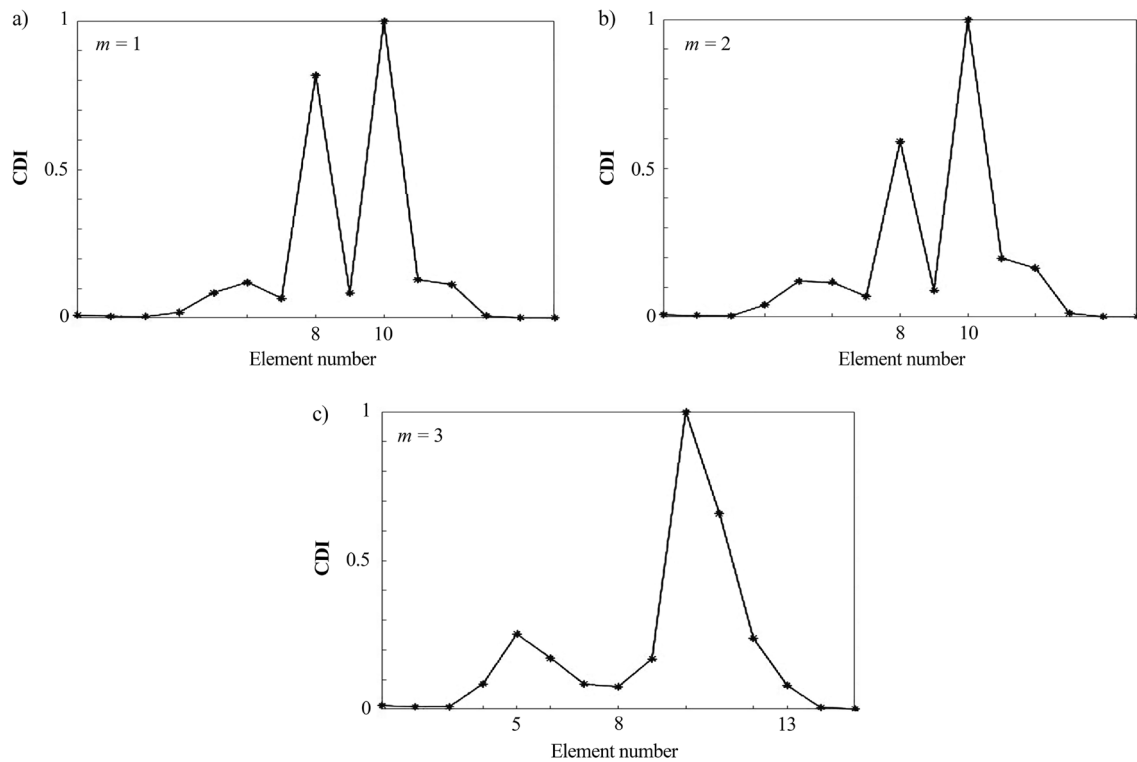 a)
1
m = 1
CDI
0.5
0
8 10
Element number
b)
1
m = 2
CDI
0.5
0
8 10
Element number
c)
1
m = 3
CDI
0.5
0
5 8 13
Element number